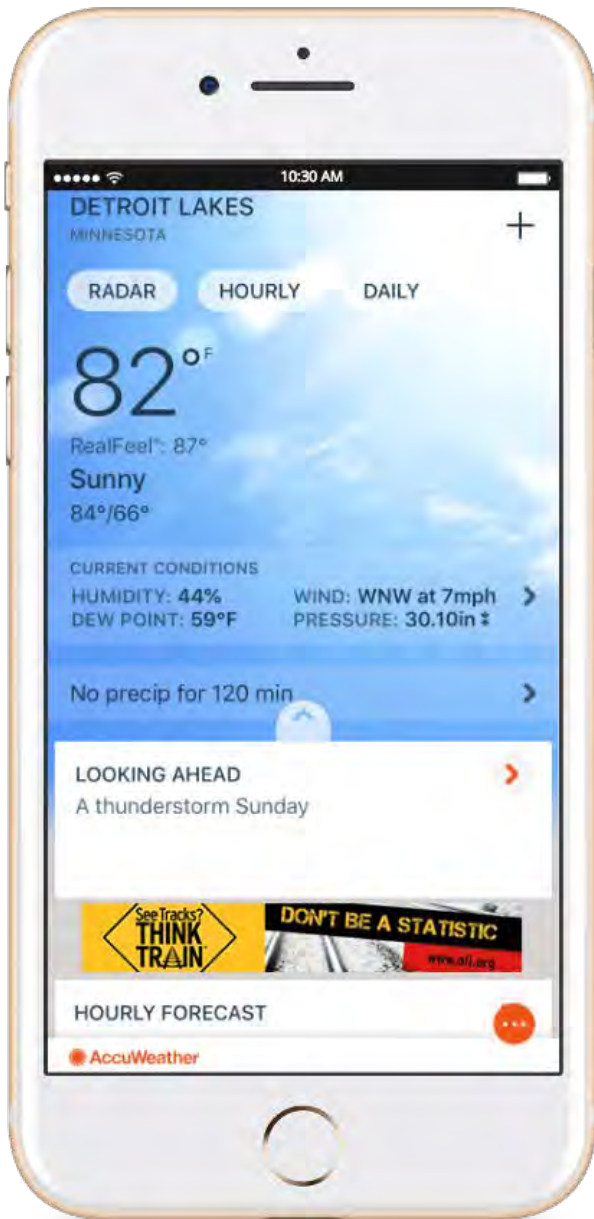 10:30 AM
DETROIT LAKES
MINNESOTA
RADAR HOURLY DAILY
82°F
RealFeel®: 87°
Sunny
84°/66°
CURRENT CONDITIONS
HUMIDITY: 44% WIND: WNW at 7mph
DEW POINT: 59°F PRESSURE: 30.10in
No precip for 120 min
LOOKING AHEAD
A thunderstorm Sunday
See Tracks?
THINK
TRAIN
DON'T BE A STATISTIC
www.oli.org
HOURLY FORECAST
AccuWeather